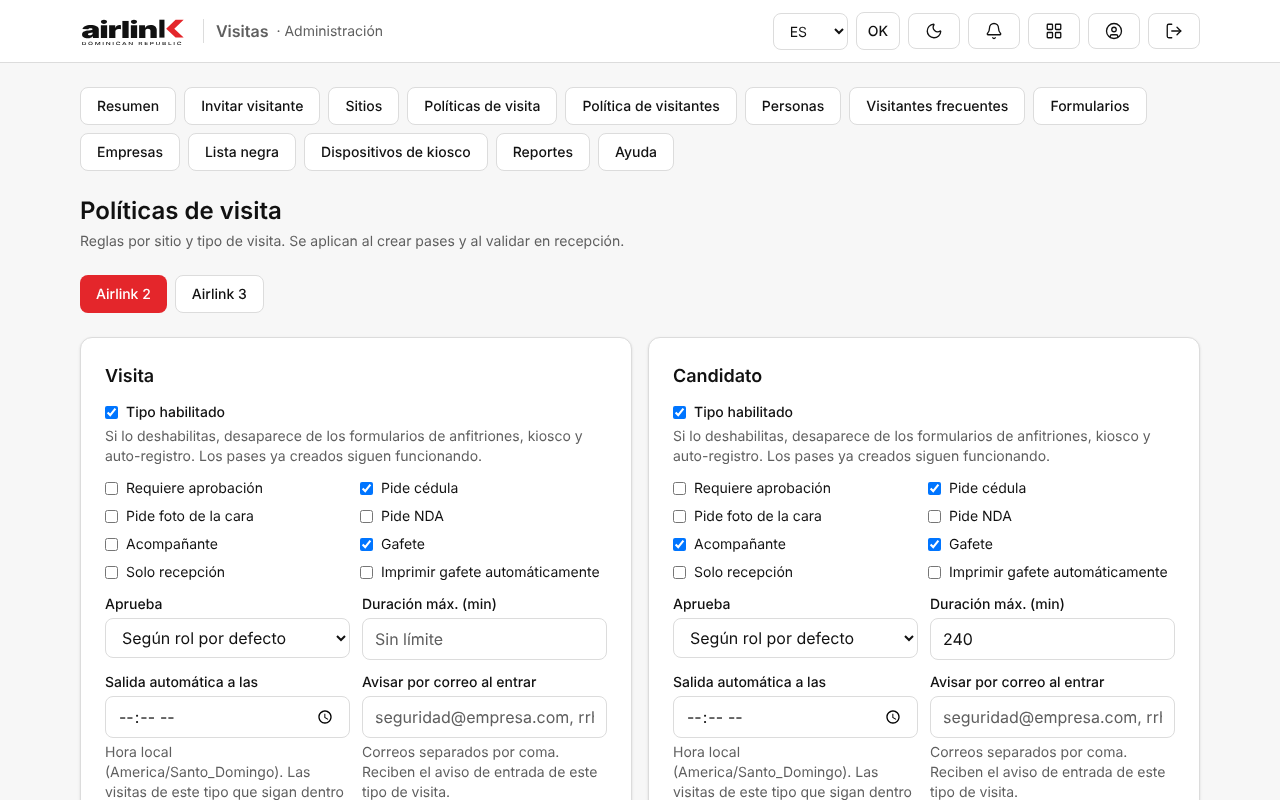 airlink
DOMINICAN REPUBLIC
Visitas · Administración
ES
OK
Resumen
Invitar visitante
Sitios
Políticas de visita
Política de visitantes
Personas
Visitantes frecuentes
Formularios
Empresas
Lista negra
Dispositivos de kiosco
Reportes
Ayuda
Políticas de visita
Reglas por sitio y tipo de visita. Se aplican al crear pases y al validar en recepción.
Airlink 2
Airlink 3
Visita
Tipo habilitado
Si lo deshabilitas, desaparece de los formularios de anfitriones, kiosco y
auto-registro. Los pases ya creados siguen funcionando.
Requiere aprobación
Pide cédula
Pide foto de la cara
Pide NDA
Acompañante
Gafete
Solo recepción
Imprimir gafete automáticamente
Aprueba
Duración máx. (min)
Según rol por defecto
Sin límite
Salida automática a las
Avisar por correo al entrar
--:-- --
seguridad@empresa.com, rrl
Hora local
(America/Santo_Domingo). Las
visitas de este tipo que sigan dentro
Correos separados por coma.
Reciben el aviso de entrada de este
tipo de visita.
Candidato
Tipo habilitado
Si lo deshabilitas, desaparece de los formularios de anfitriones, kiosco y
auto-registro. Los pases ya creados siguen funcionando.
Requiere aprobación
Pide cédula
Pide foto de la cara
Pide NDA
Acompañante
Gafete
Solo recepción
Imprimir gafete automáticamente
Aprueba
Duración máx. (min)
Según rol por defecto
240
Salida automática a las
Avisar por correo al entrar
--:-- --
seguridad@empresa.com, rrl
Hora local
(America/Santo_Domingo). Las
visitas de este tipo que sigan dentro
Correos separados por coma.
Reciben el aviso de entrada de este
tipo de visita.